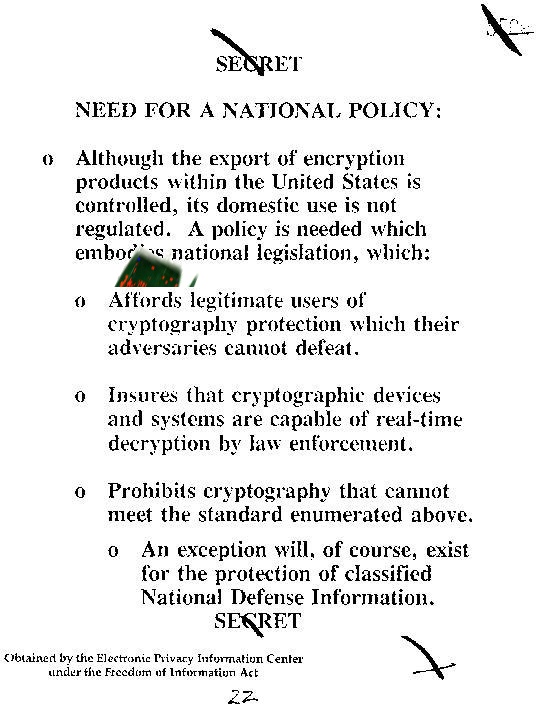 SECRET
NEED FOR A NATIONAL POLICY:
o Although the export of encryption
products within the United States is
controlled, its domestic use is not
regulated. A policy is needed which
embodies national legislation, which:
o Affords legitimate users of
cryptography protection which their
adversaries cannot defeat.
o Insures that cryptographic devices
and systems are capable of real-time
decryption by law enforcement.
o Prohibits cryptography that cannot
meet the standard enumerated above.
o An exception will, of course, exist
for the protection of classified
National Defense Information.
SECRET
Obtained by the Electronic Privacy Information Center
under the Freedom of Information Act
22